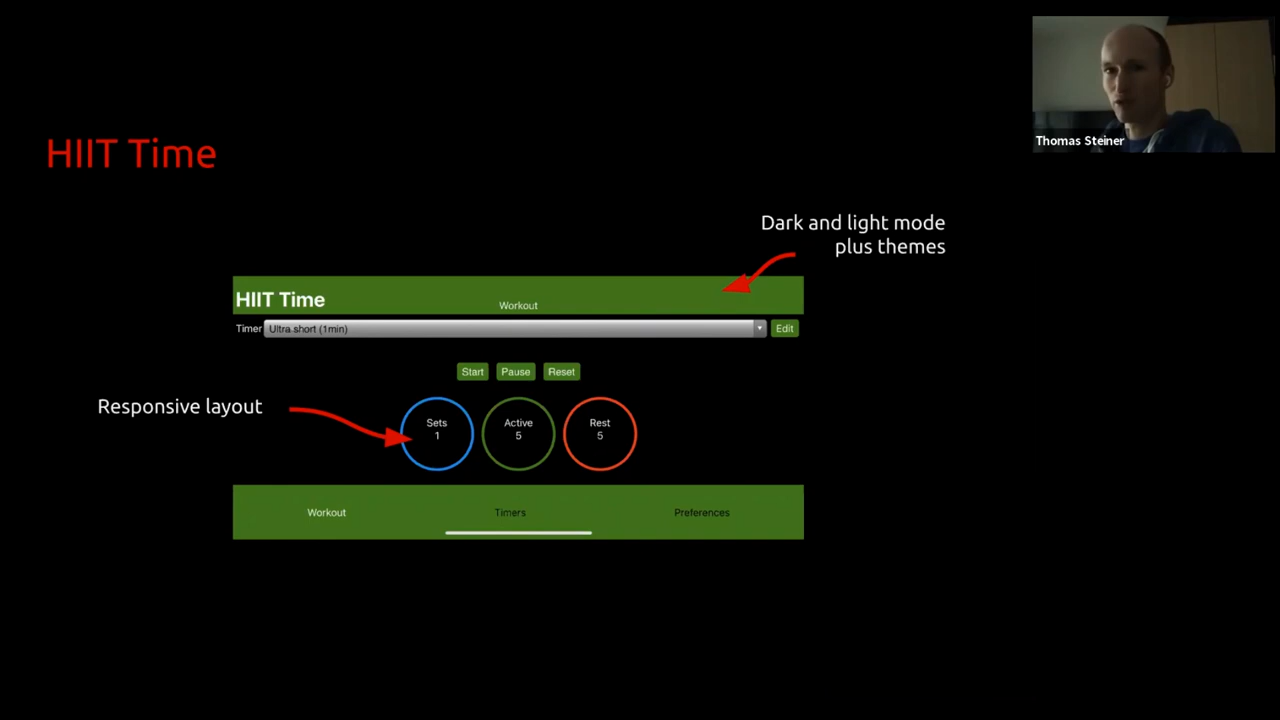 Thomas Steiner
HIIT Time
Dark and light mode
plus themes
HIIT Time
Workout
Timer Ultra short (1min) Edit
Start Pause Reset
Responsive layout
Sets Active Rest
1 5 5
Workout Timers Preferences